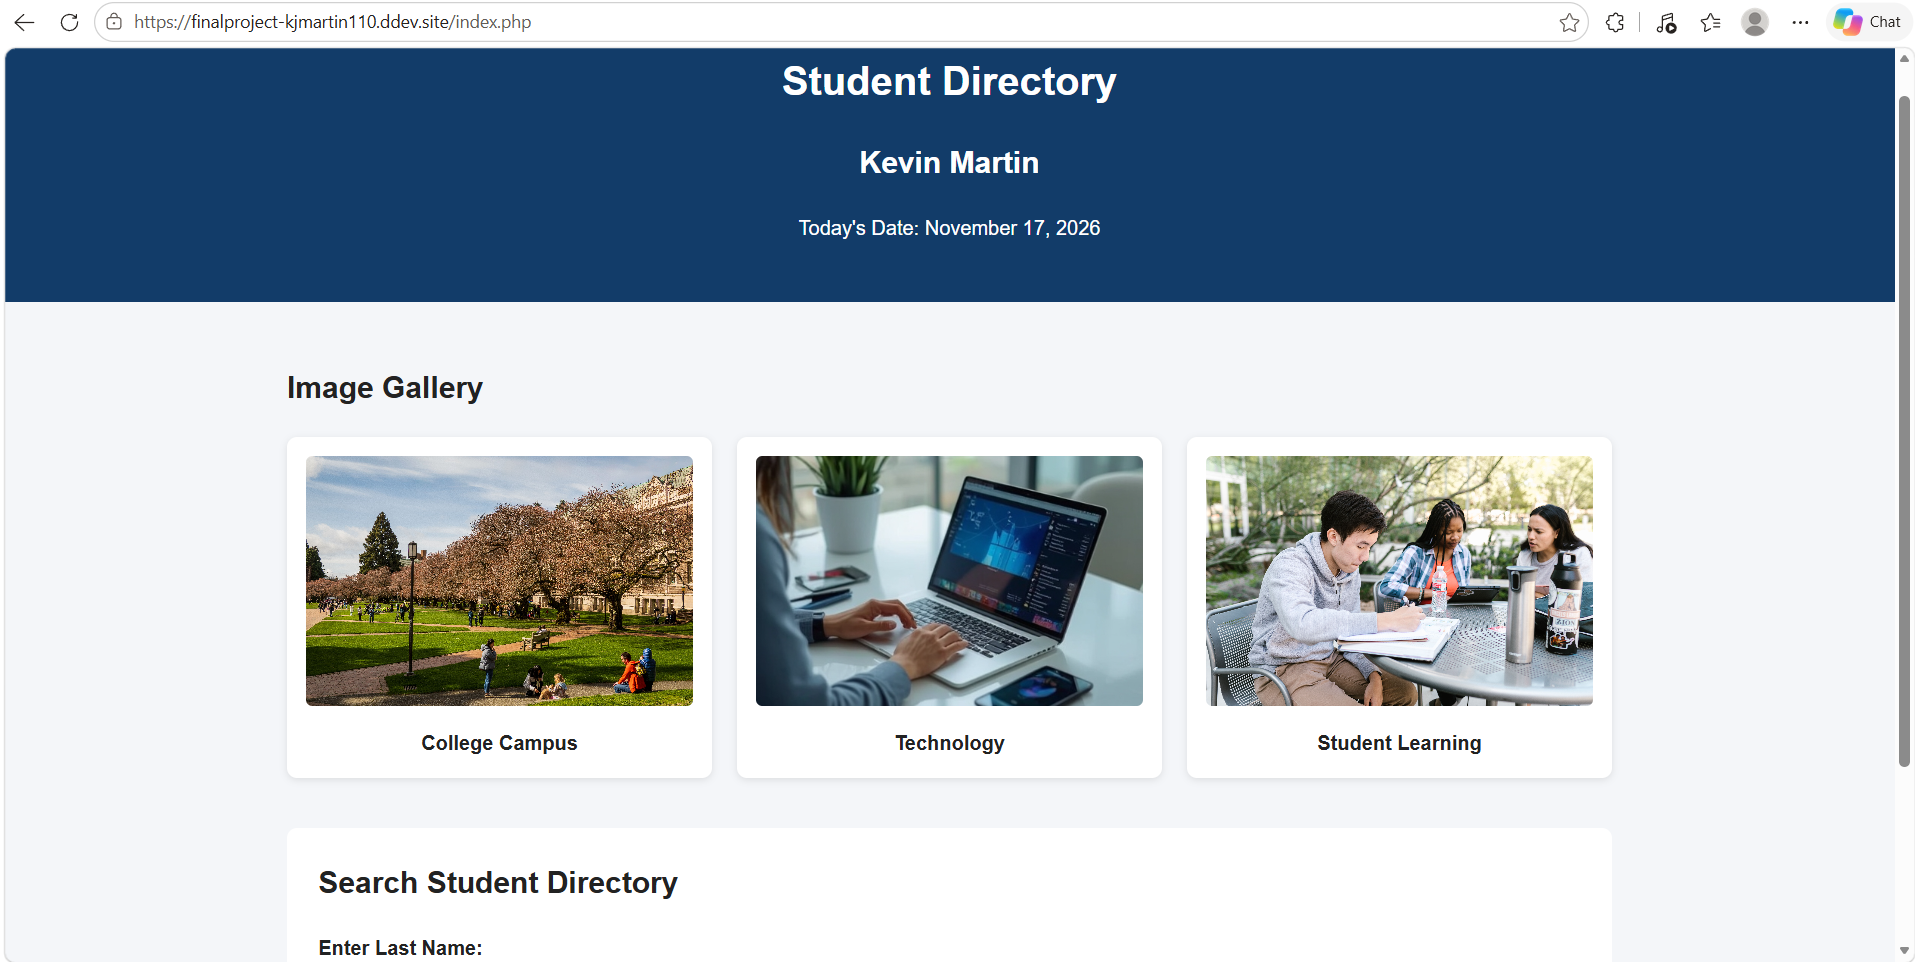 https://finalproject-kjmartin110.ddev.site/index.php
Chat
Student Directory
Kevin Martin
Today's Date: November 17, 2026
Image Gallery
ZION
College Campus
Technology
Student Learning
Search Student Directory
Enter Last Name: